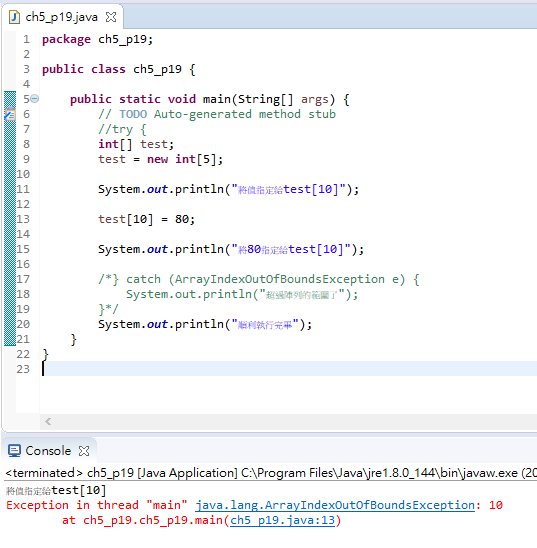 ch5_p19.java
1 package ch5_p19;
2
3 public class ch5_p19 {
4
5 public static void main(String[] args) {
6 // TODO Auto-generated method stub
7 //try {
8 int[] test;
9 test = new int[5];
10
11 System.out.println("將值指定給test[10]");
12
13 test[10] = 80;
14
15 System.out.println("將80指定給test[10]");
16
17 /*} catch (ArrayIndexOutOfBoundsException e) {
18 System.out.println("超過陣列的範圍了");
19 }*/
20 System.out.println("順利執行完畢");
21 }
22 }
23
Console
<terminated> ch5_p19 [Java Application] C:\Program Files\Java\jre1.8.0_144\bin\javaw.exe (20
將值指定給test[10]
Exception in thread "main" java.lang.ArrayIndexOutOfBoundsException: 10
at ch5_p19.ch5_p19.main(ch5_p19.java:13)